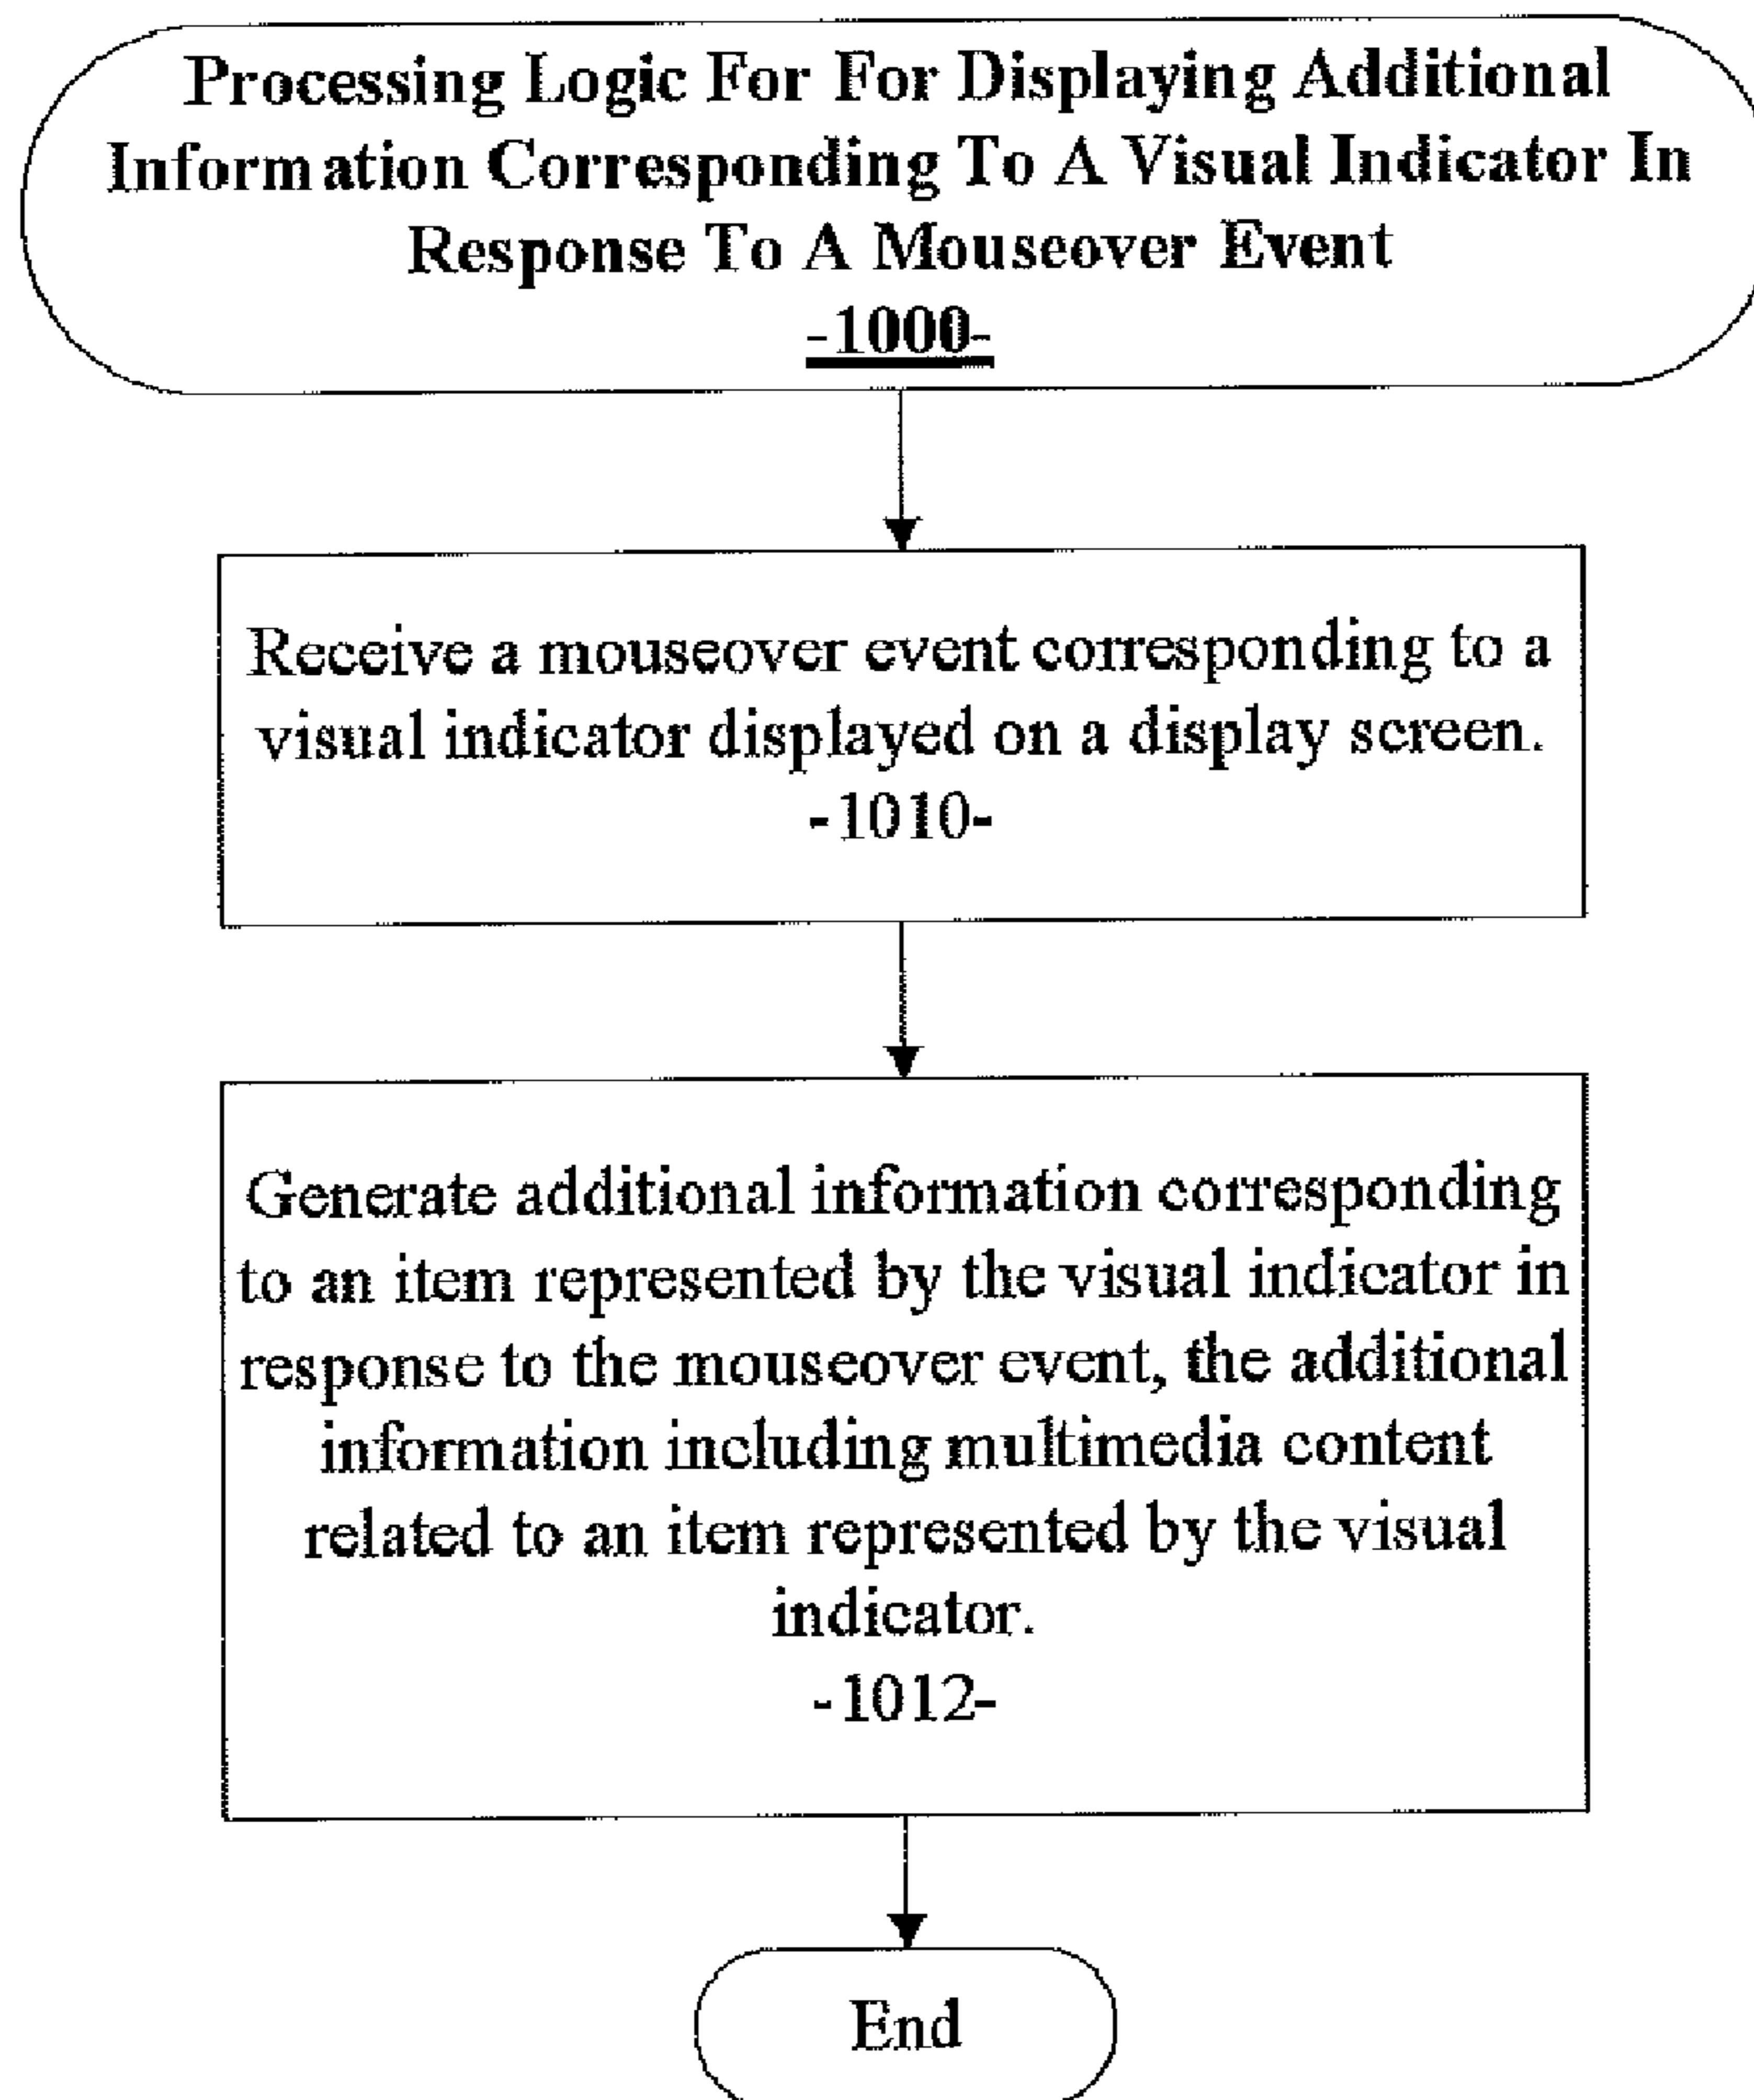 Processing Logic For For Displaying Additional
Information Corresponding To A Visual Indicator In
Response To A Mouseover Event
-1000-
Receive a mouseover event corresponding to a
visual indicator displayed on a display screen.
-1010-
Generate additional information corresponding
to an item represented by the visual indicator in
response to the mouseover event, the additional
information including multimedia content
related to an item represented by the visual
indicator.
-1012-
End